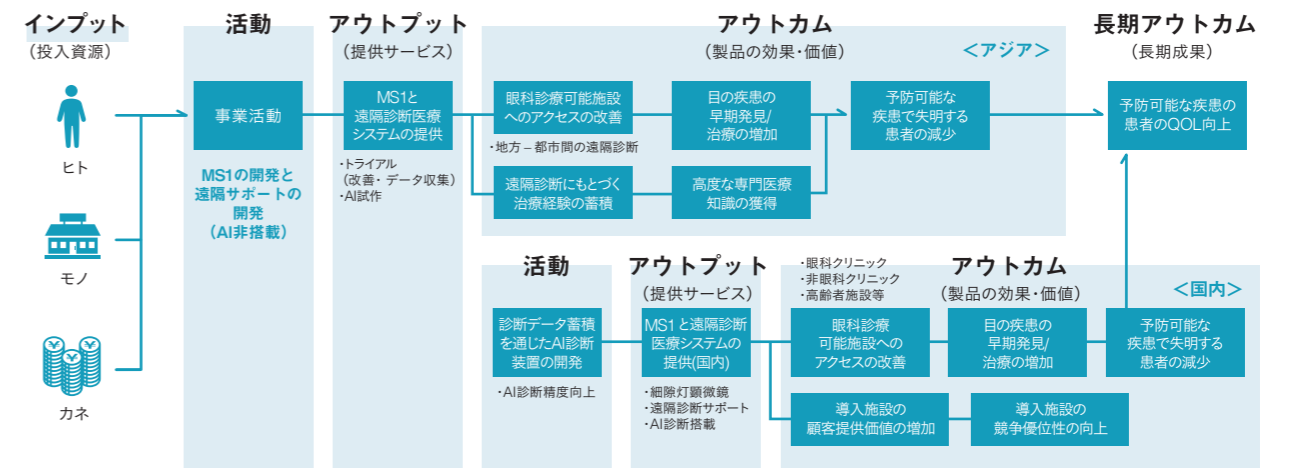 インプット
（投入資源）
ヒト
モノ
カネ
活動
事業活動
MS1の開発と
遠隔サポートの
開発
（AI非搭載）
アウトプット
（提供サービス）
MS1と
遠隔診断医療
システムの提供
・トライアル
（改善・データ収集）
・AI試作
アウトカム
（製品の効果・価値）
＜アジア＞
眼科診療可能施設
へのアクセスの改善
・地方－都市間の遠隔診断
目の疾患の
早期発見/
治療の増加
予防可能な
疾患で失明する
患者の減少
遠隔診断にもとづく
治療経験の蓄積
高度な専門医療
知識の獲得
長期アウトカム
（長期成果）
予防可能な疾患の
患者のQOL向上
活動
診断データ蓄積
を通じたAI診断
装置の開発
・AI診断精度向上
アウトプット
（提供サービス）
MS1と遠隔診断
医療システムの
提供(国内)
・細隙灯顕微鏡
・遠隔診断サポート
・AI診断搭載
・眼科クリニック
・非眼科クリニック
・高齢者施設等
アウトカム
（製品の効果・価値）
＜国内＞
眼科診療
可能施設への
アクセスの改善
目の疾患の
早期発見/
治療の増加
予防可能な
疾患で失明する
患者の減少
導入施設の
顧客提供価値の増加
導入施設の
競争優位性の向上